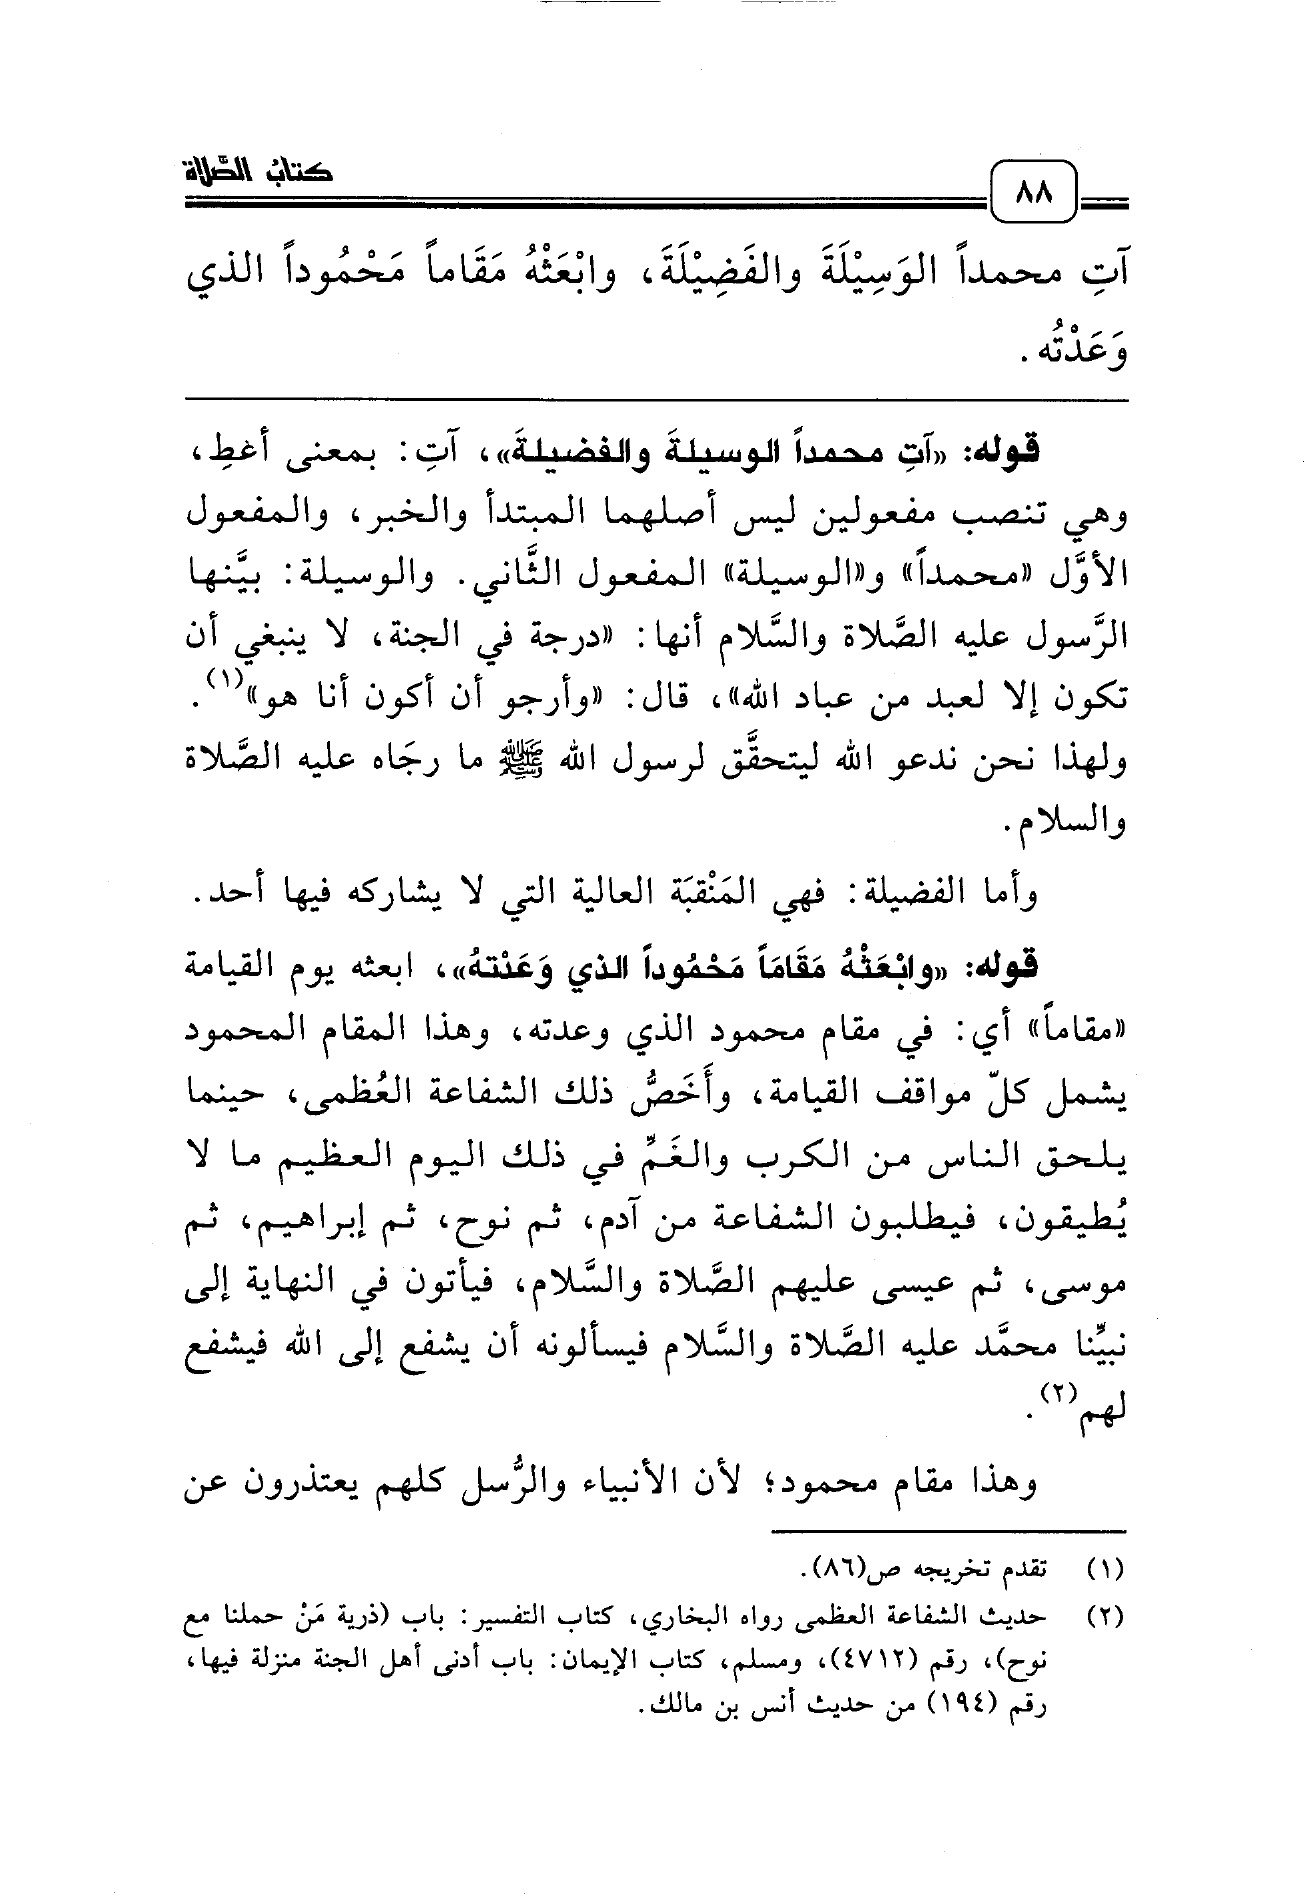 كتاب الصَّلاة
٨٨
آتِ محمداً الوَسِيْلَةَ والفَضِيْلَةَ، وابْعَثْهُ مَقَاماً مَحْمُوداً الذي
وَعَدْتُه.
قوله: «آتِ محمداً الوسيلةَ والفضيلةَ»، آتِ: بمعنى أعْطِ،
وهي تنصب مفعولين ليس أصلهما المبتدأ والخبر، والمفعول
الأوَّل «محمداً» و«الوسيلة» المفعول الثَّاني. والوسيلة: بيَّنها
الرَّسول عليه الصَّلاة والسَّلام أنها: «درجة في الجنة، لا ينبغي أن
تكون إلا لعبد من عباد الله»، قال: «وأرجو أن أكون أنا هو»(١).
ولهذا نحن ندعو الله ليتحقَّق لرسول الله ﷺ ما رجَاه عليه الصَّلاة
والسلام.
وأما الفضيلة: فهي المَنْقبَة العالية التي لا يشاركه فيها أحد.
قوله: «وابْعَثْهُ مَقَامَاً مَحْمُوداً الذي وَعَدْتهُ»، ابعثه يوم القيامة
«مقاماً» أي: في مقام محمود الذي وعدته، وهذا المقام المحمود
يشمل كلّ مواقف القيامة، وأَخَصُّ ذلك الشفاعة العُظمى، حينما
يلحق الناس من الكرب والغَمِّ في ذلك اليوم العظيم ما لا
يُطيقون، فيطلبون الشفاعة من آدم، ثم نوح، ثم إبراهيم، ثم
موسى، ثم عيسى عليهم الصَّلاة والسَّلام، فيأتون في النهاية إلى
نبيِّنا محمَّد عليه الصَّلاة والسَّلام فيسألونه أن يشفع إلى الله فيشفع
لهم(٢).
وهذا مقام محمود؛ لأن الأنبياء والرُّسل كلهم يعتذرون عن
(١) تقدم تخريجه ص(٨٦).
(٢) حديث الشفاعة العظمى رواه البخاري، كتاب التفسير: باب (ذرية مَنْ حملنا مع
نوح)، رقم (٤٧١٢)، ومسلم، كتاب الإيمان: باب أدنى أهل الجنة منزلة فيها،
رقم (١٩٤) من حديث أنس بن مالك.